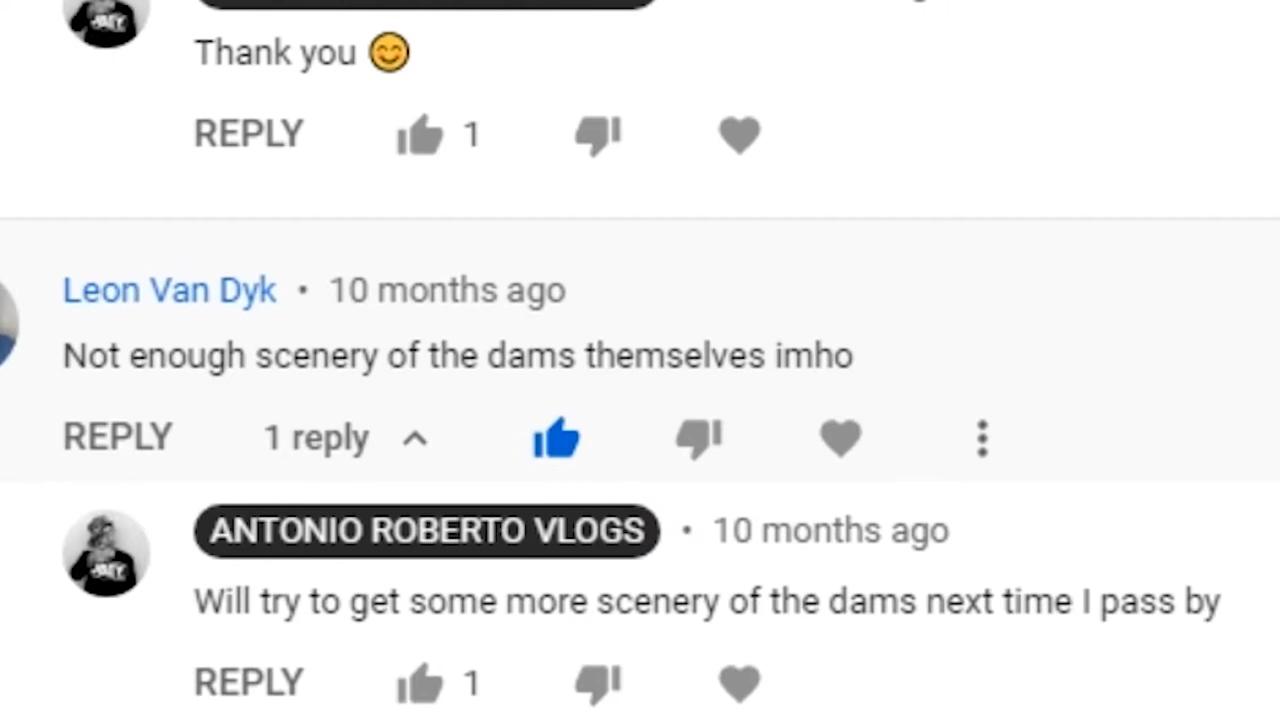 Thank you 😊
REPLY 1
Leon Van Dyk • 10 months ago
Not enough scenery of the dams themselves imho
REPLY 1 reply
ANTONIO ROBERTO VLOGS • 10 months ago
Will try to get some more scenery of the dams next time I pass by
REPLY 1